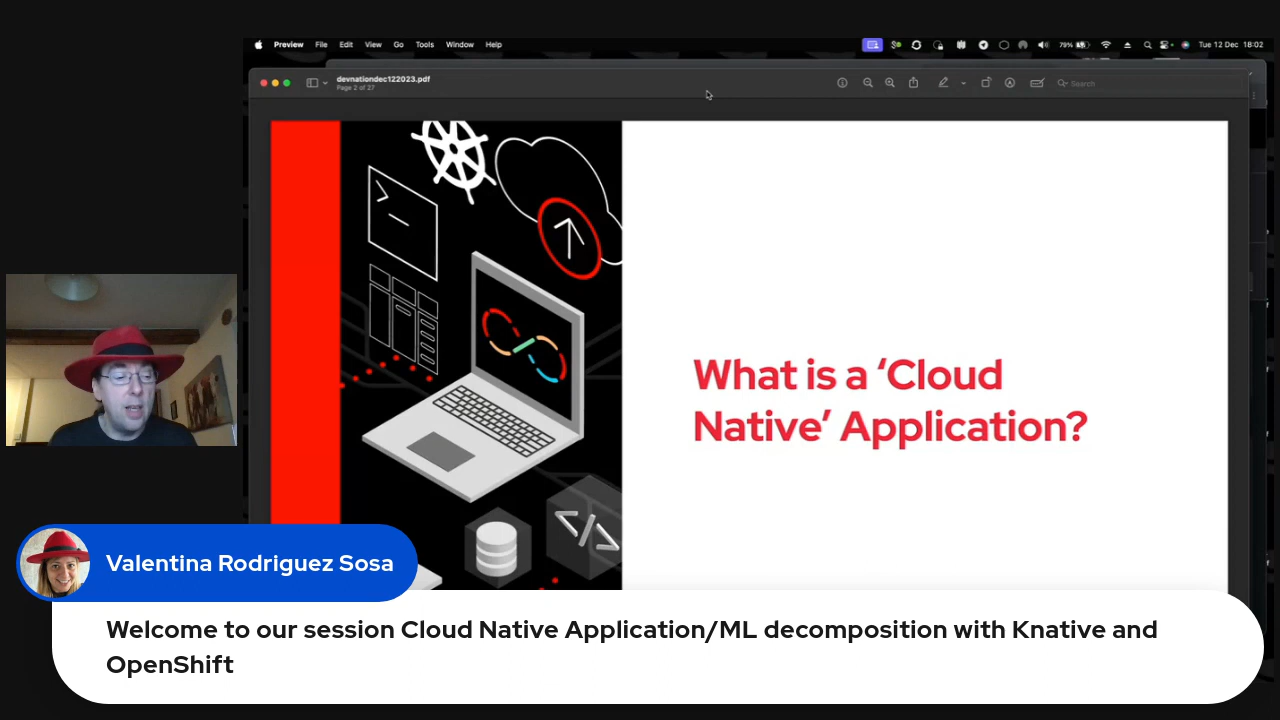 Preview File Edit View Go Tools Window Help 79% Tue 12 Dec 18:02
devnationdec122023.pdf
Page 2 of 27
Search
What is a ‘Cloud
Native’ Application?
Valentina Rodriguez Sosa
Welcome to our session Cloud Native Application/ML decomposition with Knative and
OpenShift